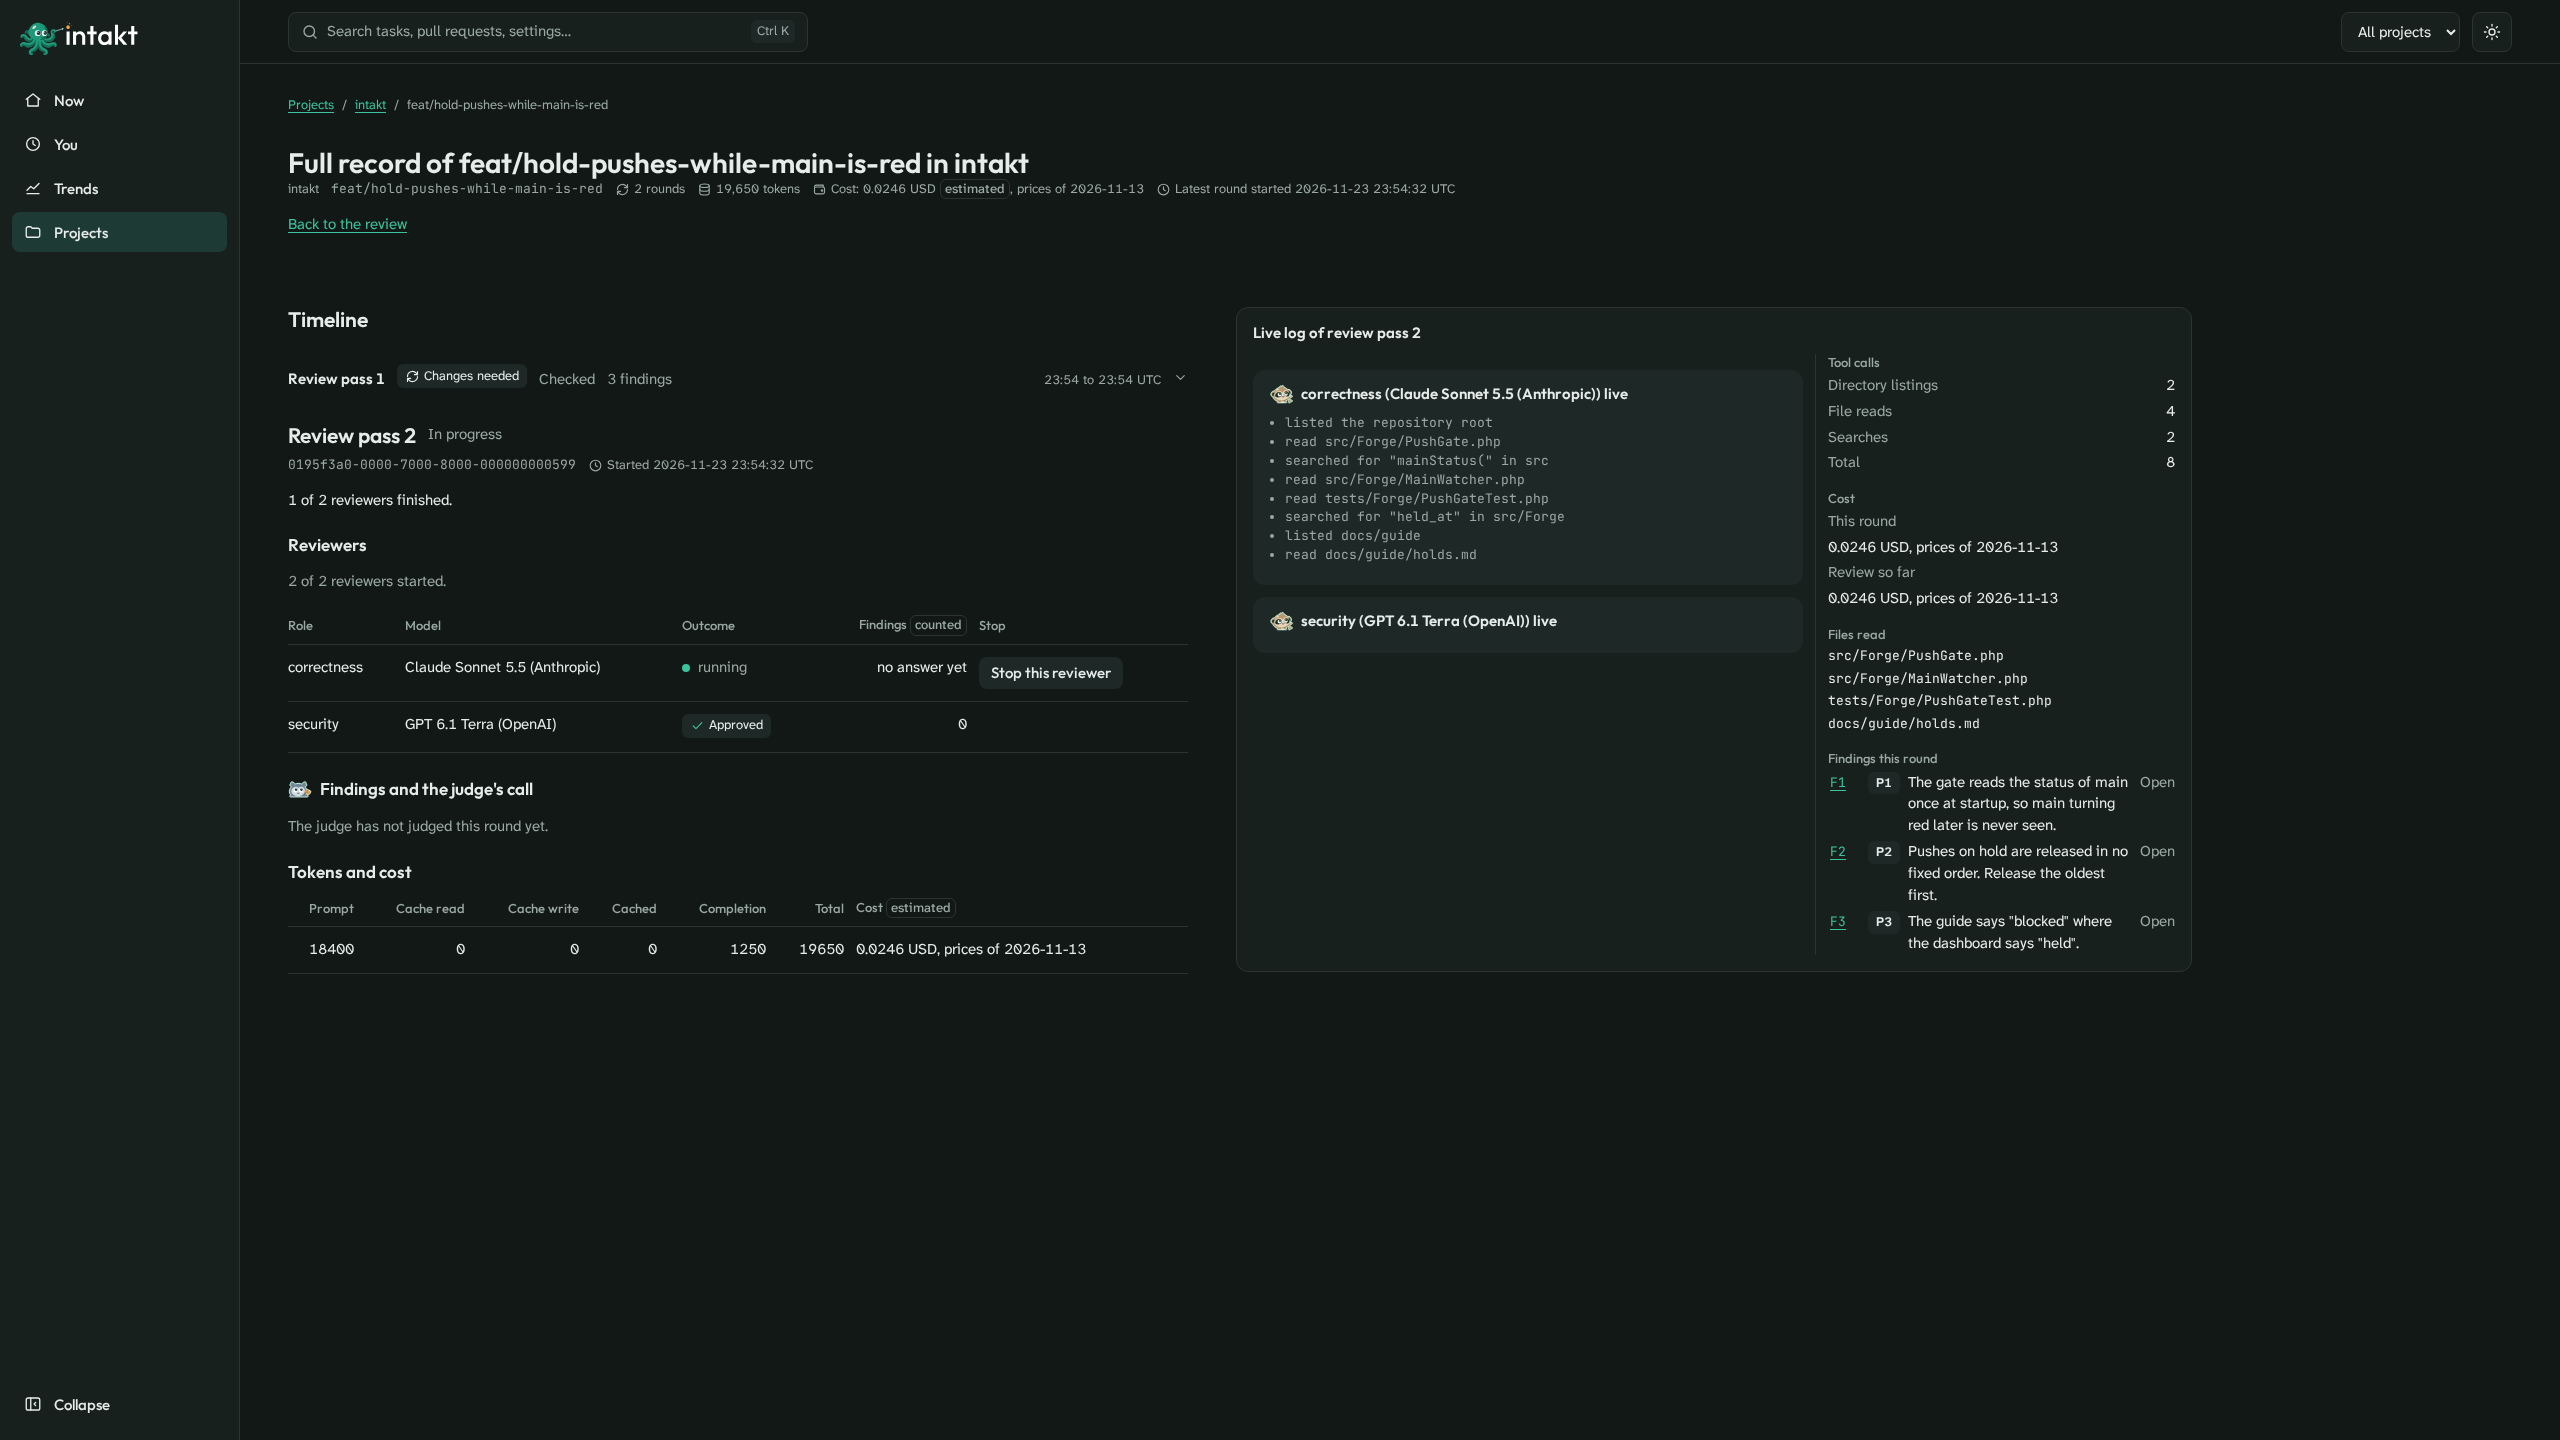 intakt
Search tasks, pull requests, settings...
Ctrl K
All projects
Now
You
Trends
Projects
Collapse
Projects / intakt / feat/hold-pushes-while-main-is-red
Full record of feat/hold-pushes-while-main-is-red in intakt
intakt feat/hold-pushes-while-main-is-red 2 rounds 19,650 tokens Cost: 0.0246 USD estimated, prices of 2026-11-13 Latest round started 2026-11-23 23:54:32 UTC
Back to the review
Timeline
Review pass 1 Changes needed Checked 3 findings 23:54 to 23:54 UTC
Review pass 2 In progress
0195f3a0-0000-7000-8000-000000000599 Started 2026-11-23 23:54:32 UTC
1 of 2 reviewers finished.
Reviewers
2 of 2 reviewers started.
Role Model Outcome Findings counted Stop
correctness Claude Sonnet 5.5 (Anthropic) running no answer yet Stop this reviewer
security GPT 6.1 Terra (OpenAI) Approved 0
Findings and the judge's call
The judge has not judged this round yet.
Tokens and cost
Prompt Cache read Cache write Cached Completion Total Cost estimated
18400 0 0 0 1250 19650 0.0246 USD, prices of 2026-11-13
Live log of review pass 2
correctness (Claude Sonnet 5.5 (Anthropic)) live
• listed the repository root
• read src/Forge/PushGate.php
• searched for "mainStatus(" in src
• read src/Forge/MainWatcher.php
• read tests/Forge/PushGateTest.php
• searched for "held_at" in src/Forge
• listed docs/guide
• read docs/guide/holds.md
security (GPT 6.1 Terra (OpenAI)) live
Tool calls
Directory listings 2
File reads 4
Searches 2
Total 8
Cost
This round
0.0246 USD, prices of 2026-11-13
Review so far
0.0246 USD, prices of 2026-11-13
Files read
src/Forge/PushGate.php
src/Forge/MainWatcher.php
tests/Forge/PushGateTest.php
docs/guide/holds.md
Findings this round
F1 P1 The gate reads the status of main Open
once at startup, so main turning
red later is never seen.
F2 P2 Pushes on hold are released in no Open
fixed order. Release the oldest
first.
F3 P3 The guide says "blocked" where Open
the dashboard says "held".